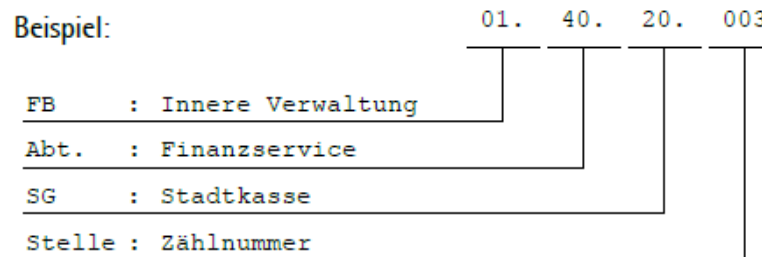 Beispiel: 01. 40. 20. 003
FB : Innere Verwaltung
Abt. : Finanzservice
SG : Stadtkasse
Stelle : Zählnummer